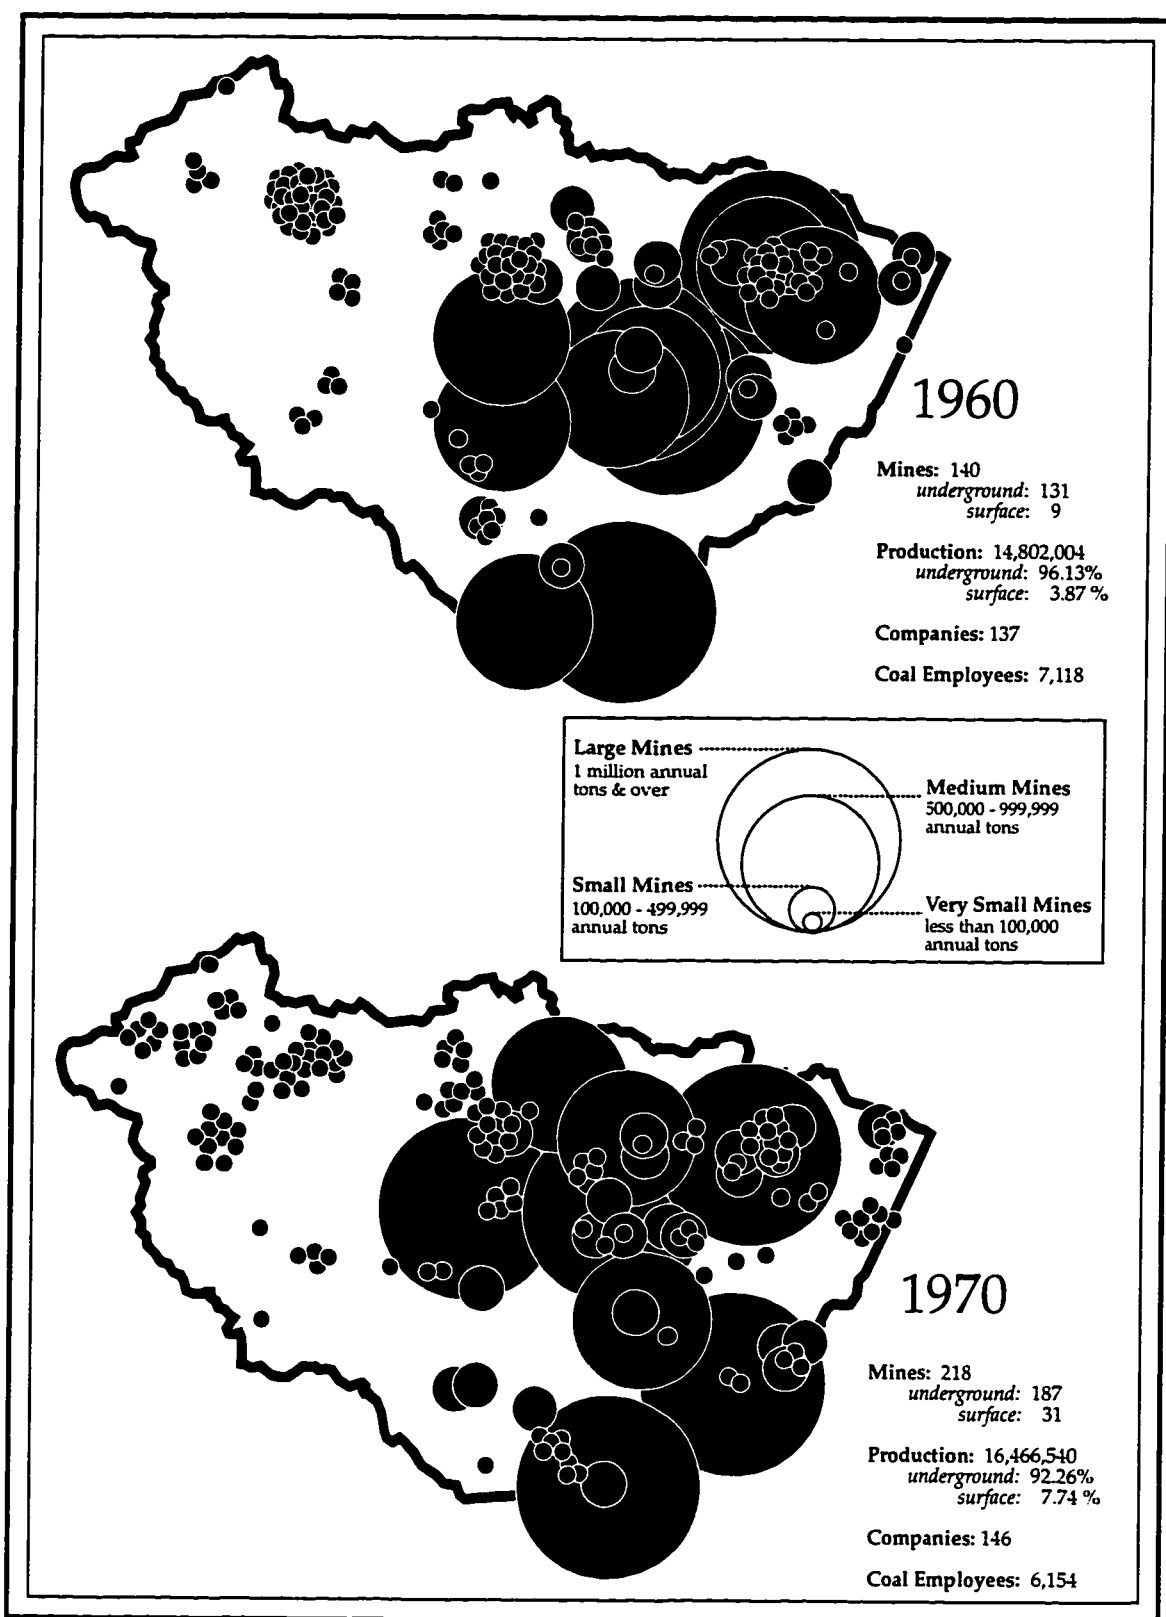 1960
Mines: 140
underground: 131
surface: 9
Production: 14,802,004
underground: 96.13%
surface: 3.87 %
Companies: 137
Coal Employees: 7,118
Large Mines
1 million annual
tons & over
Medium Mines
500,000 - 999,999
annual tons
Small Mines
100,000 - 499,999
annual tons
Very Small Mines
less than 100,000
annual tons
1970
Mines: 218
underground: 187
surface: 31
Production: 16,466,540
underground: 92.26%
surface: 7.74 %
Companies: 146
Coal Employees: 6,154